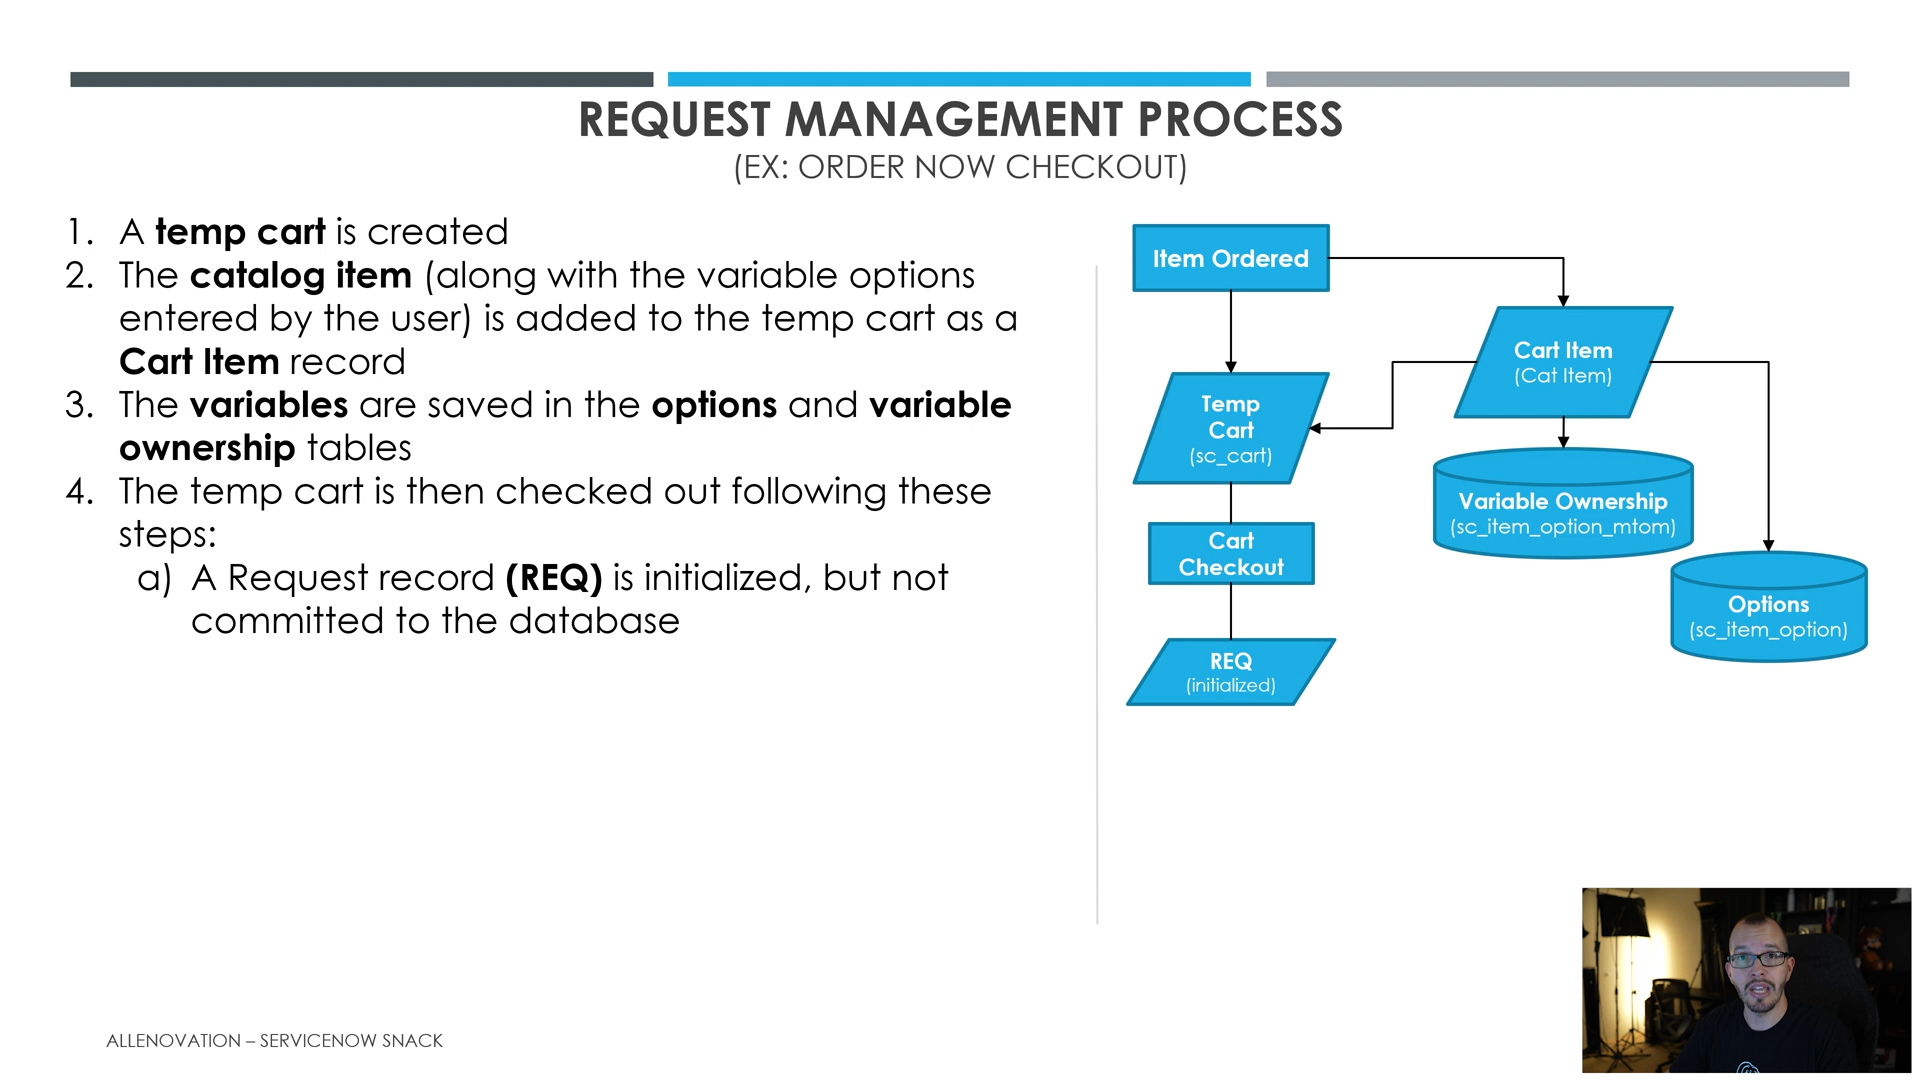 REQUEST MANAGEMENT PROCESS
(EX: ORDER NOW CHECKOUT)
1. A temp cart is created
2. The catalog item (along with the variable options
entered by the user) is added to the temp cart as a
Cart Item record
3. The variables are saved in the options and variable
ownership tables
4. The temp cart is then checked out following these
steps:
a) A Request record (REQ) is initialized, but not
committed to the database
Item Ordered
Cart Item
(Cat Item)
Temp
Cart
(sc_cart)
Variable Ownership
(sc_item_option_mtom)
Cart
Checkout
Options
(sc_item_option)
REQ
(initialized)
ALLENOVATION – SERVICENOW SNACK